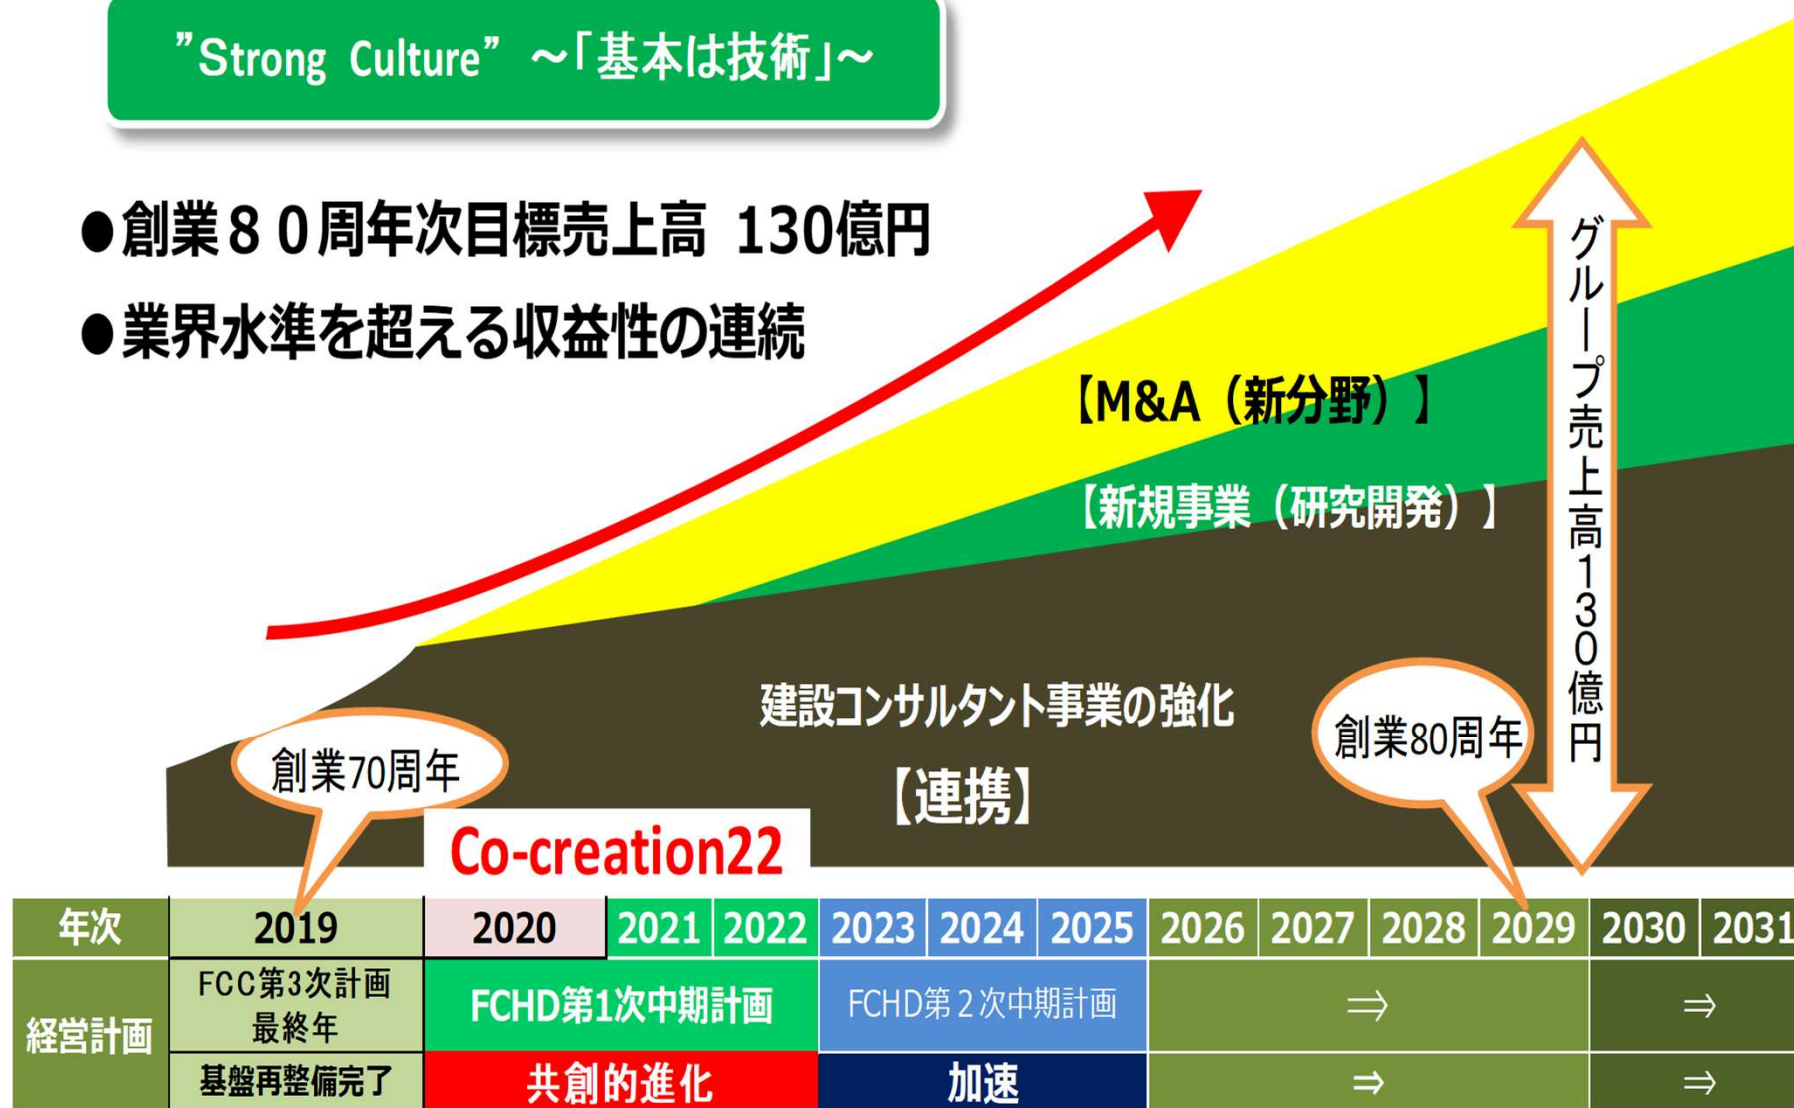 ”Strong Culture” ～「基本は技術」～
●創業８０周年次目標売上高 130億円
●業界水準を超える収益性の連続
【M&A（新分野）】
【新規事業（研究開発）】
グループ売上高１３０億円
建設コンサルタント事業の強化
【連携】
創業70周年
創業80周年
Co-creation22
年次 2019 2020 2021 2022 2023 2024 2025 2026 2027 2028 2029 2030 2031
経営計画
FCC第3次計画
最終年
FCHD第1次中期計画 FCHD第２次中期計画 ⇒ ⇒
基盤再整備完了 共創的進化 加速 ⇒ ⇒